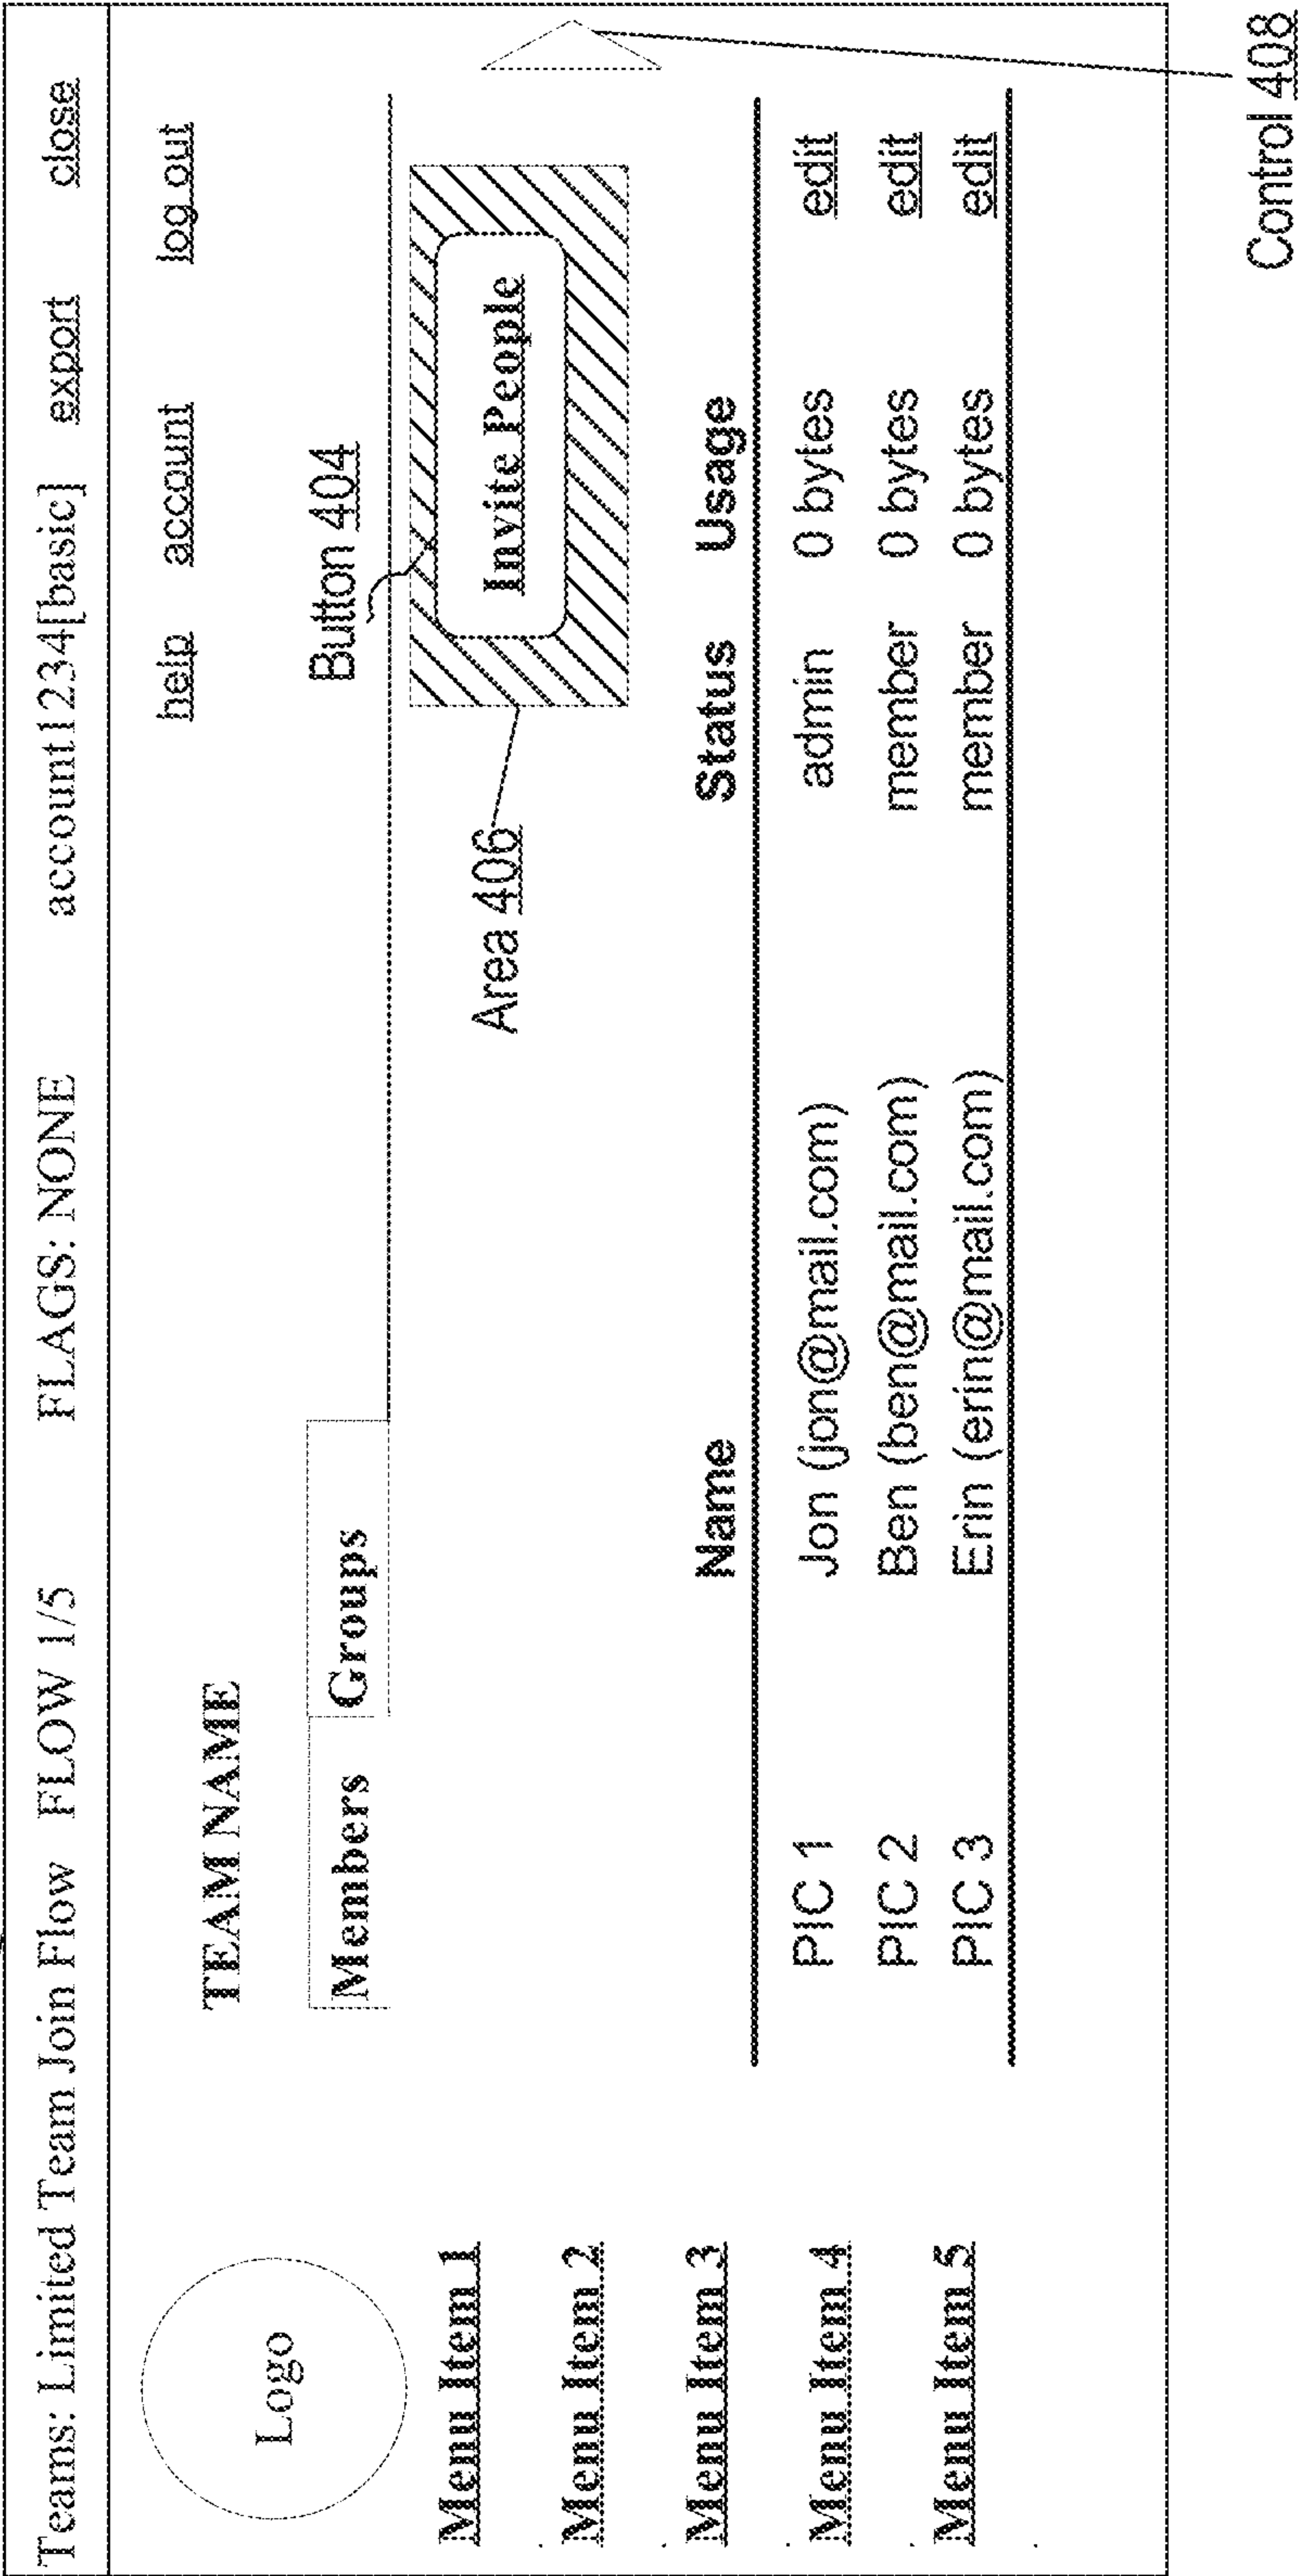 Teams: Limited Team Join Flow FLOW 1/5 FLAGS: NONE account1234[basic] export close
help account log out
Logo
TEAM NAME
Members Groups
Button 404
Menu Item 1
Menu Item 2
Menu Item 3
Menu Item 4
Menu Item 5
Area 406
Invite People
Name Status Usage
PIC 1 Jon (jon@mail.com) admin 0 bytes edit
PIC 2 Ben (ben@mail.com) member 0 bytes edit
PIC 3 Erin (erin@mail.com) member 0 bytes edit
Control 408